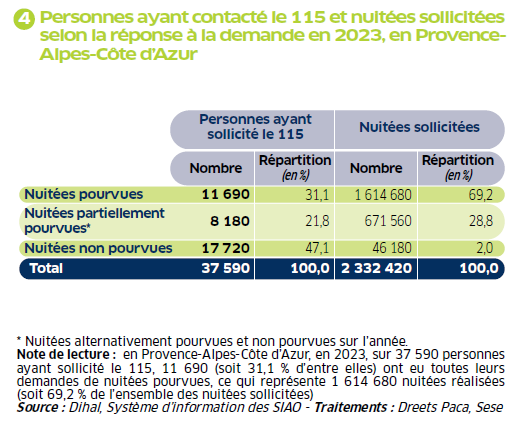 4 Personnes ayant contacté le 115 et nuitées sollicitées
selon la réponse à la demande en 2023, en Provence-
Alpes-Côte d'Azur
Personnes ayant sollicité le 115 Nuitées sollicitées
Nombre Répartition (en %) Nombre Répartition (en %)
Nuitées pourvues 11 690 31,1 1 614 680 69,2
Nuitées partiellement pourvues* 8 180 21,8 671 560 28,8
Nuitées non pourvues 17 720 47,1 46 180 2,0
Total 37 590 100,0 2 332 420 100,0
* Nuitées alternativement pourvues et non pourvues sur l'année.
Note de lecture : en Provence-Alpes-Côte d'Azur, en 2023, sur 37 590 personnes
ayant sollicité le 115, 11 690 (soit 31,1 % d'entre elles) ont eu toutes leurs
demandes de nuitées pourvues, ce qui représente 1 614 680 nuitées réalisées
(soit 69,2 % de l'ensemble des nuitées sollicitées)
Source : Dihal, Système d'information des SIAO - Traitements : Dreets Paca, Sese